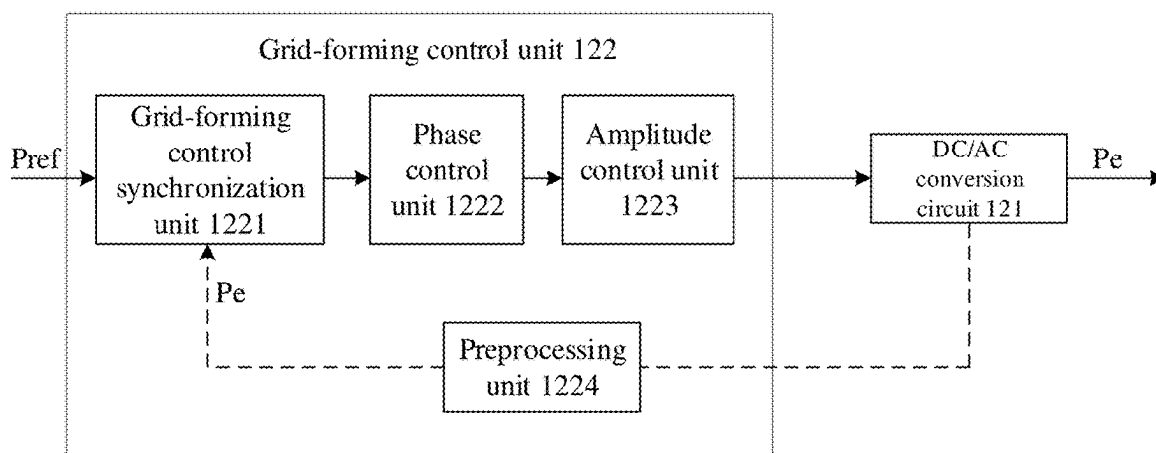 Grid-forming control unit 122
Pref
Grid-forming
control
synchronization
unit 1221
Phase
control
unit 1222
Amplitude
control unit
1223
DC/AC
conversion
circuit 121
Pe
Pe
Preprocessing
unit 1224